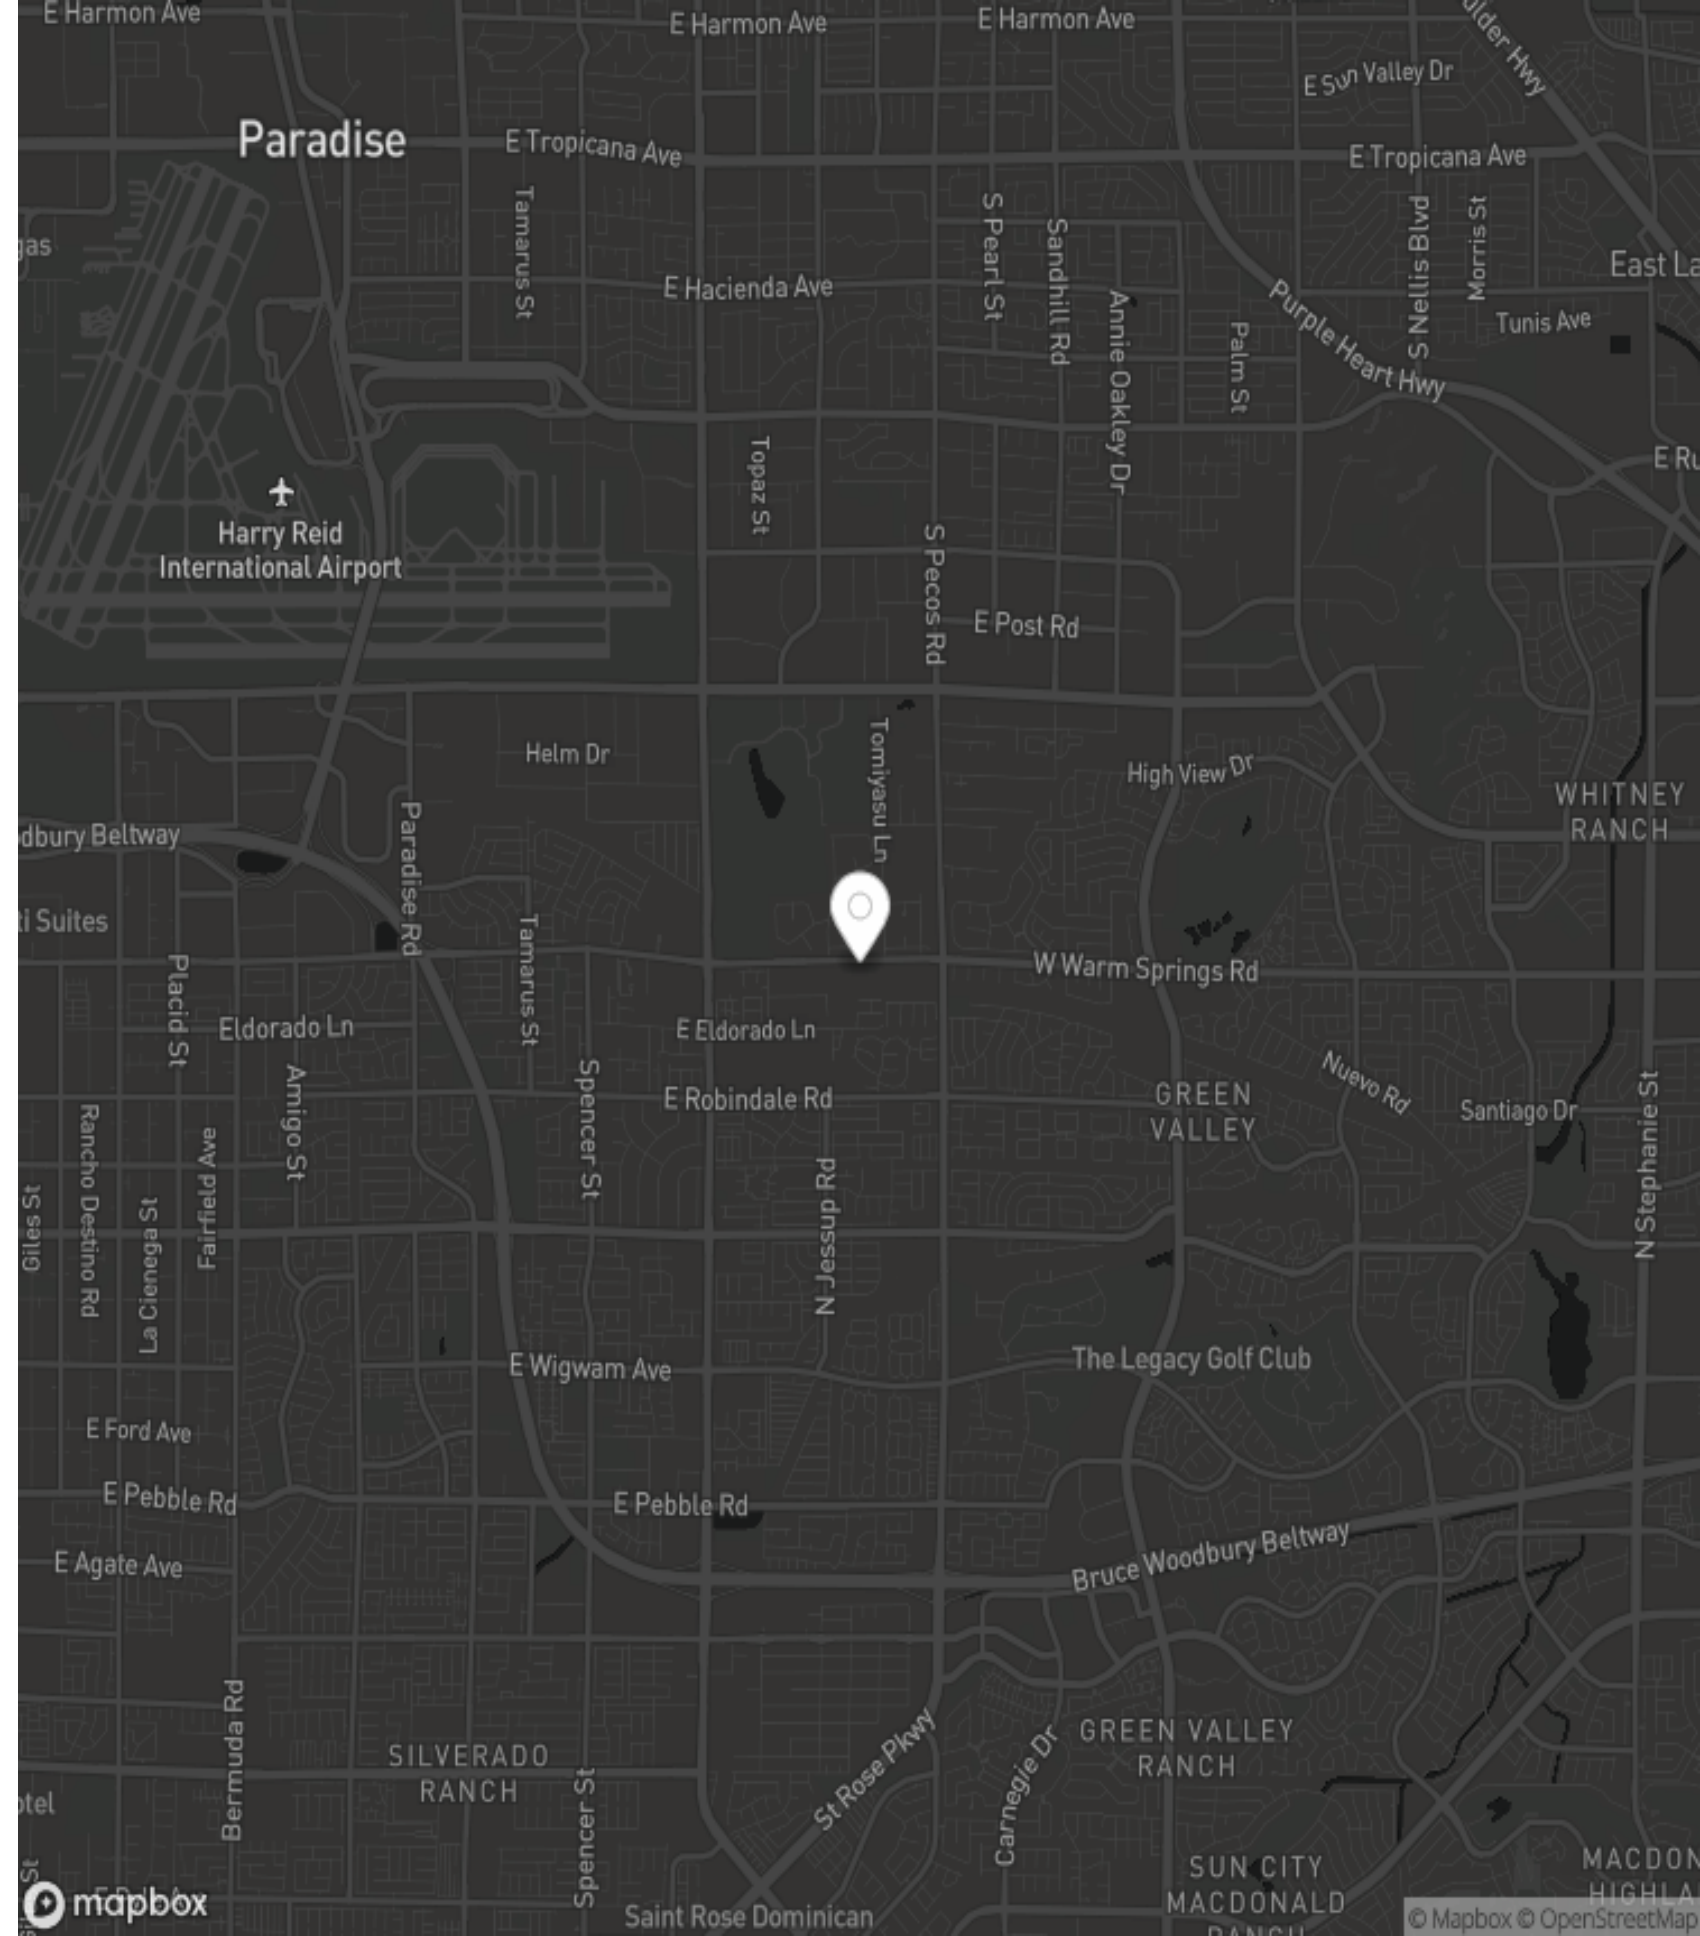 E Harmon Ave
E Harmon Ave
E Harmon Ave
E Sun Valley Dr
Paradise
E Tropicana Ave
E Tropicana Ave
Tamarus St
S Pearl St
Sandhill Rd
S Nellis Blvd
Morris St
E Hacienda Ave
Annie Oakley Dr
Palm St
Purple Heart Hwy
Tunis Ave
Topaz St
Harry Reid
International Airport
S Pecos Rd
E Post Rd
Helm Dr
Tomiyasu Ln
High View Dr
WHITNEY
RANCH
dbury Beltway
Paradise Rd
ti Suites
Tamarus St
Placid St
W Warm Springs Rd
Eldorado Ln
E Eldorado Ln
Amigo St
Spencer St
Nuevo Rd
E Robindale Rd
GREEN
VALLEY
Santiago Dr
Rancho Destino Rd
Fairfield Ave
N Stephanie St
Giles St
La Cienega St
N Jessup Rd
E Wigwam Ave
The Legacy Golf Club
E Ford Ave
E Pebble Rd
E Pebble Rd
E Agate Ave
Bruce Woodbury Beltway
Bermuda Rd
SILVERADO
RANCH
Spencer St
St Rose Pkwy
Carnegie Dr
GREEN VALLEY
RANCH
SUN CITY
MACDONALD
RANCH
MACDON
HIGHLA
mapbox
Saint Rose Dominican
© Mapbox © OpenStreetMap